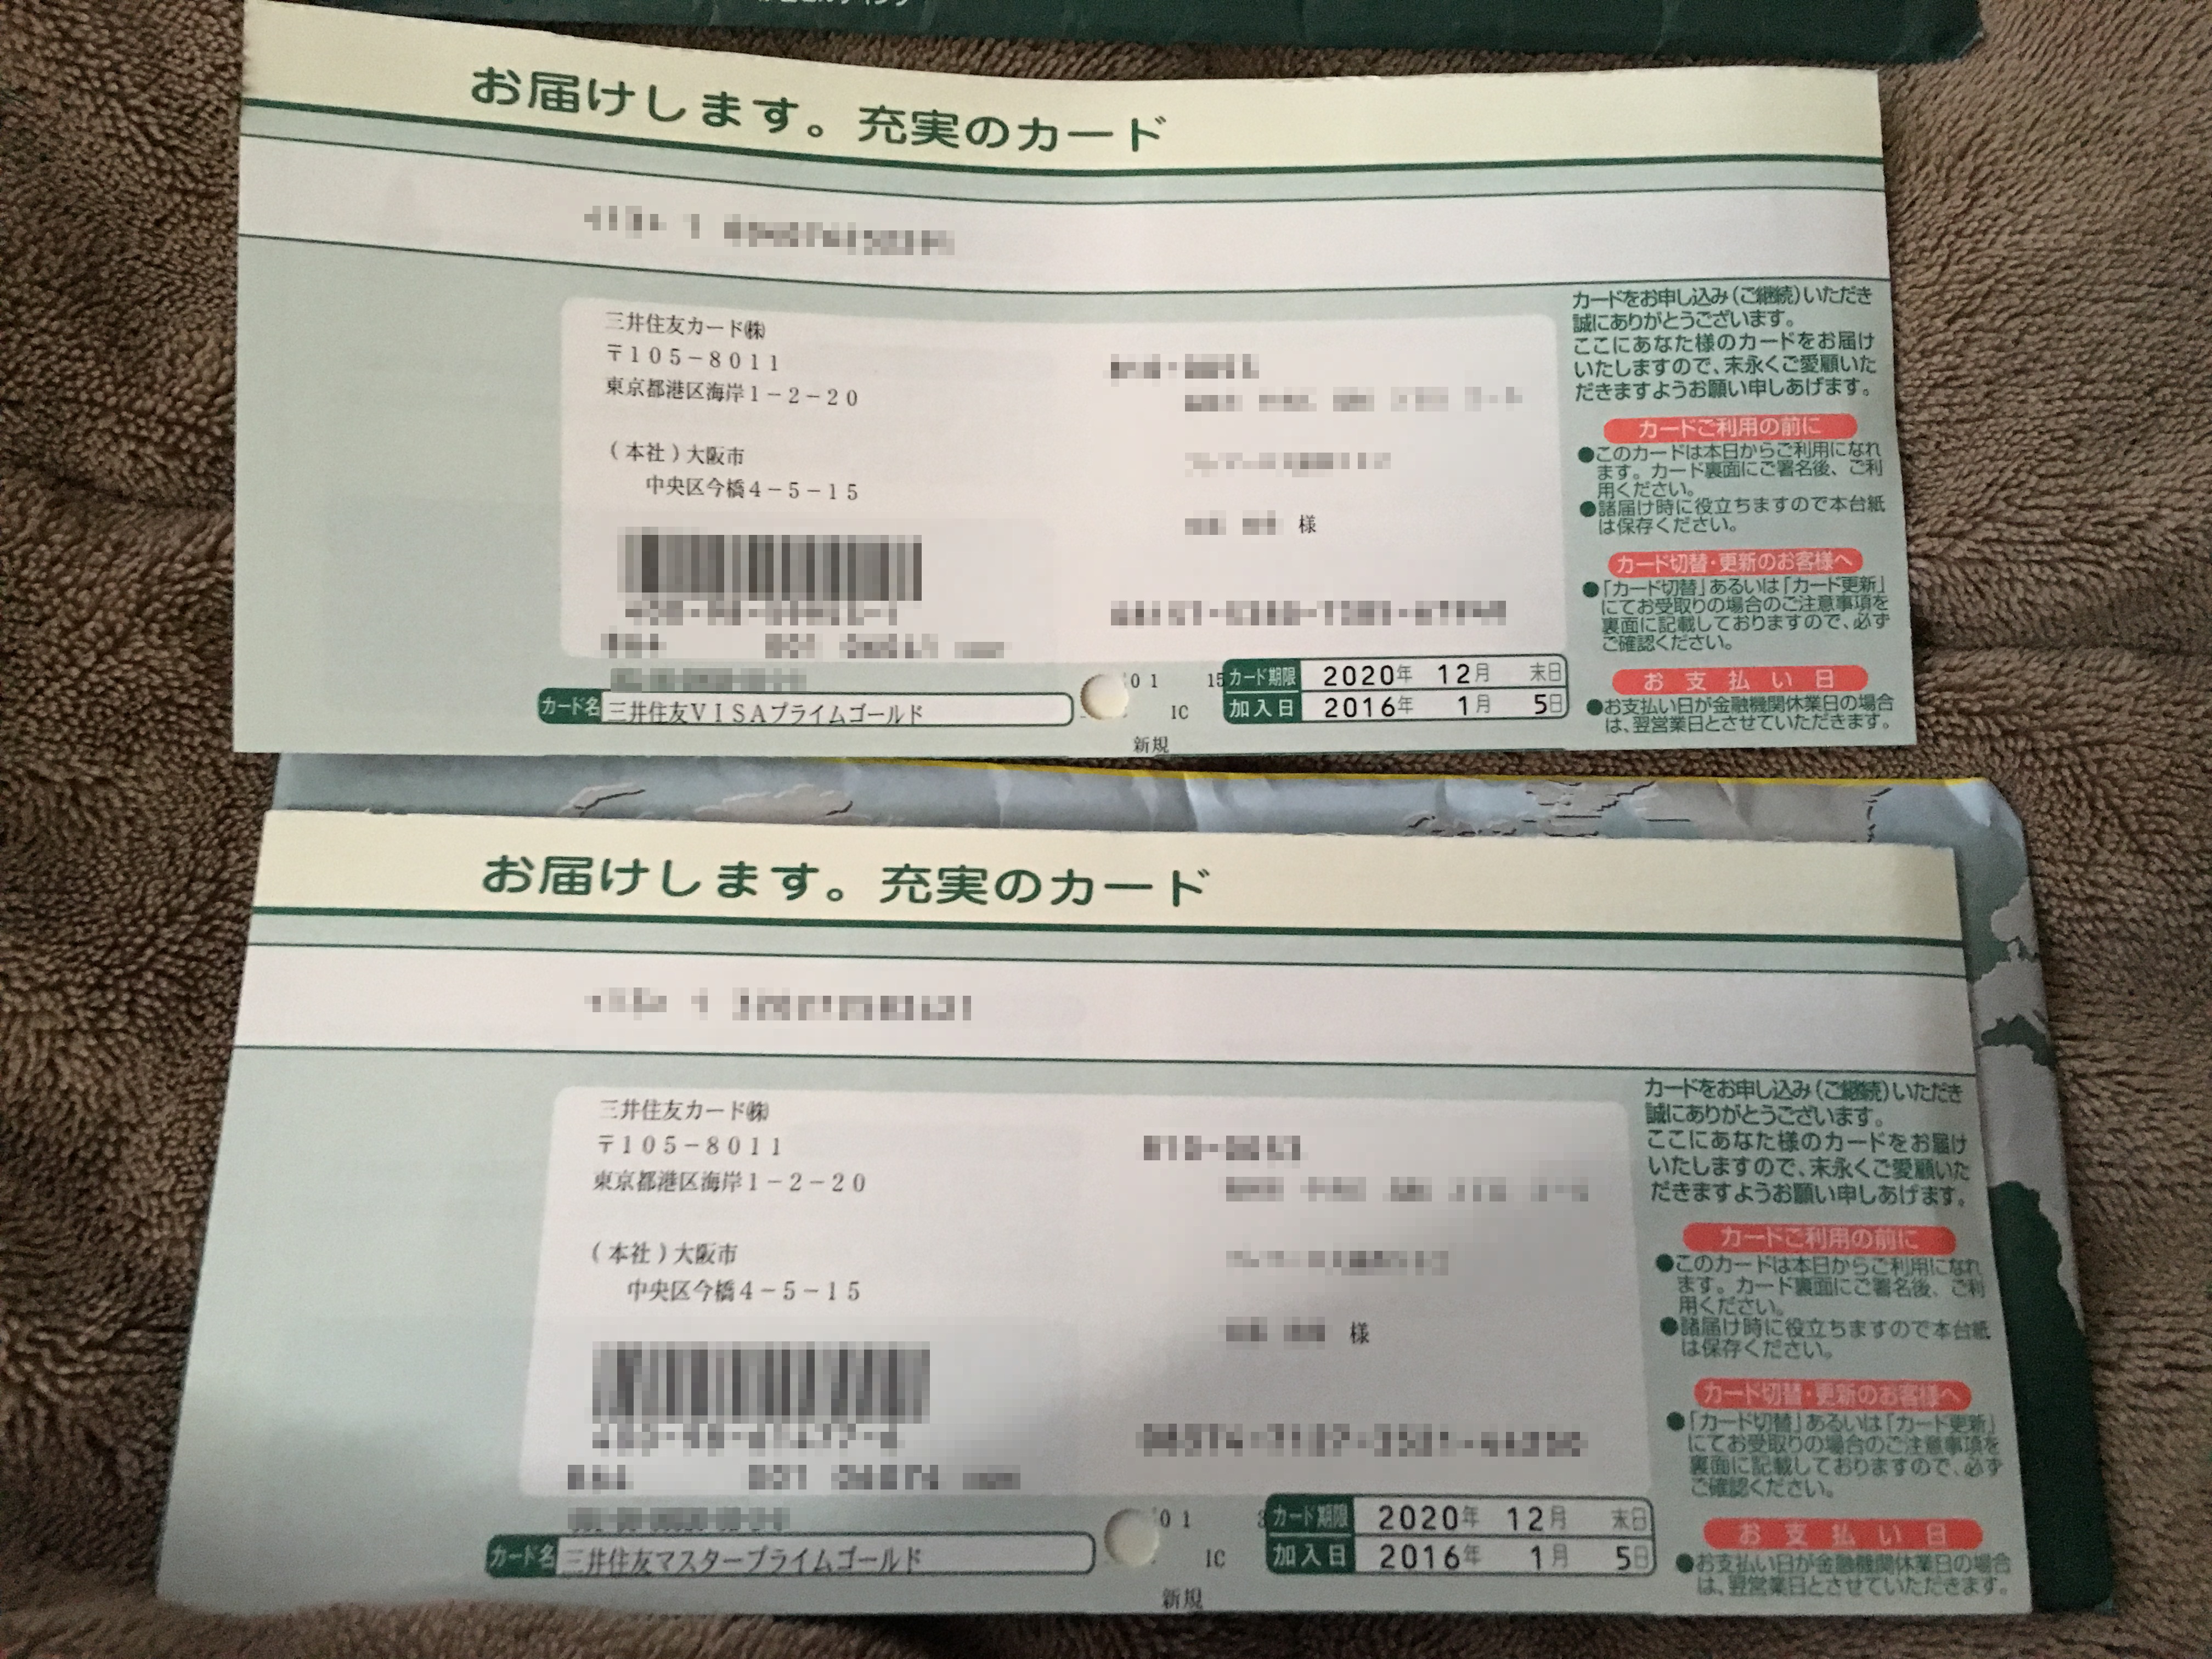 お届けします。充実のカード
三井住友カード㈱
〒105-8011
東京都港区海岸1-2-20
(本社)大阪市
中央区今橋4-5-15
様
01 15
IC
新規
カード名 三井住友VISAプライムゴールド
カード期限 2020年 12月 末日
加入日 2016年 1月 5日
カードをお申し込み(ご継続)いただき
誠にありがとうございます。
ここにあなた様のカードをお届け
いたしますので、末永くご愛顧いた
だきますようお願い申しあげます。
カードご利用の前に
●このカードは本日からご利用になれ
ます。カード裏面にご署名後、ご利
用ください。
●諸届け時に役立ちますので本台紙
は保存ください。
カード切替・更新のお客様へ
●「カード切替」あるいは「カード更新」
にてお受取りの場合のご注意事項を
裏面に記載しておりますので、必ず
ご確認ください。
お支払い日
●お支払い日が金融機関休業日の場合
は、翌営業日とさせていただきます。
お届けします。充実のカード
三井住友カード㈱
〒105-8011
東京都港区海岸1-2-20
(本社)大阪市
中央区今橋4-5-15
様
01
IC
新規
カード名 三井住友マスタープライムゴールド
カード期限 2020年 12月 末日
加入日 2016年 1月 5日
カードをお申し込み(ご継続)いただき
誠にありがとうございます。
ここにあなた様のカードをお届け
いたしますので、末永くご愛顧いた
だきますようお願い申しあげます。
カードご利用の前に
●このカードは本日からご利用になれ
ます。カード裏面にご署名後、ご利
用ください。
●諸届け時に役立ちますので本台紙
は保存ください。
カード切替・更新のお客様へ
●「カード切替」あるいは「カード更新」
にてお受取りの場合のご注意事項を
裏面に記載しておりますので、必ず
ご確認ください。
お支払い日
●お支払い日が金融機関休業日の場合
は、翌営業日とさせていただきます。